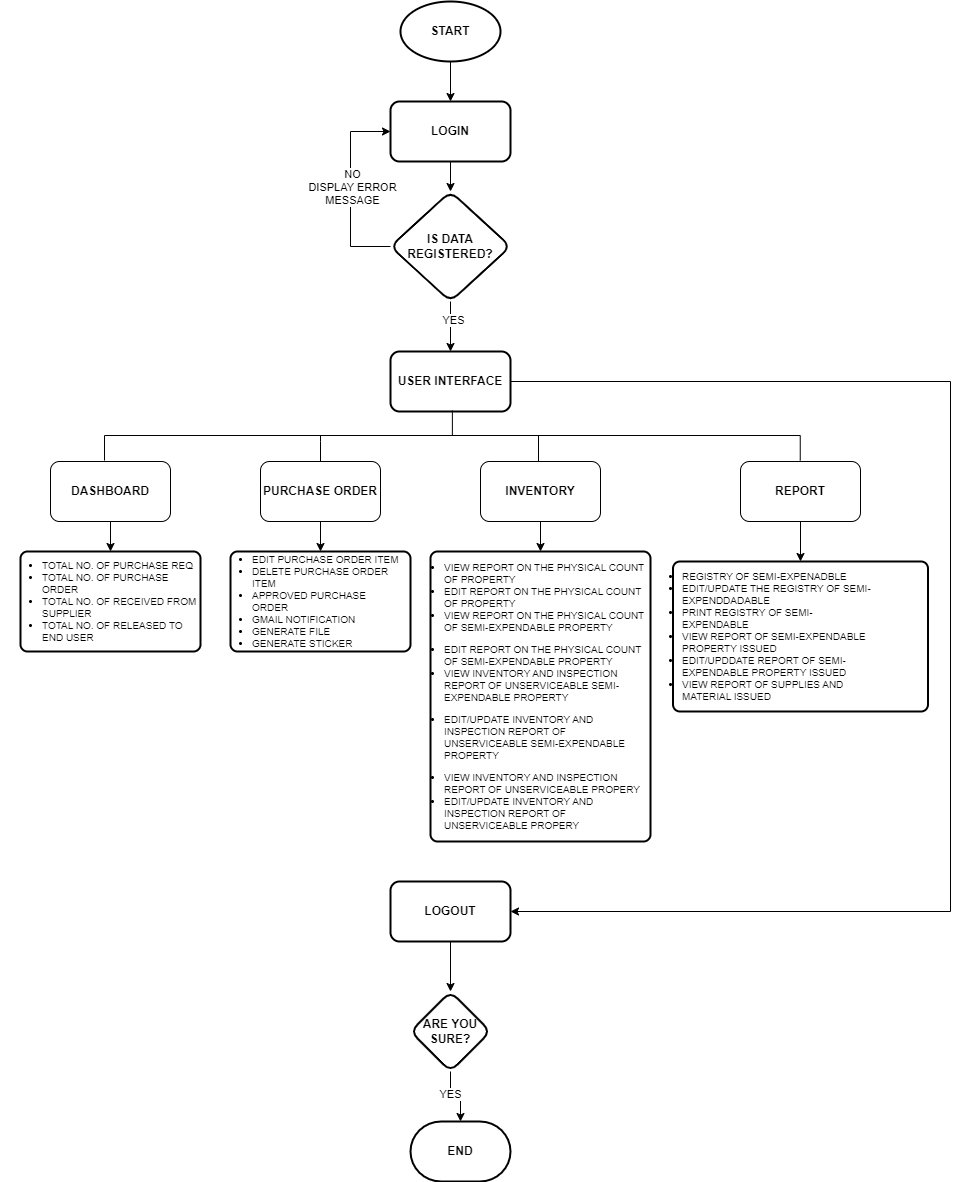 START
LOGIN
NO
DISPLAY ERROR
MESSAGE
IS DATA
REGISTERED?
YES
USER INTERFACE
DASHBOARD
PURCHASE ORDER
INVENTORY
REPORT
• TOTAL NO. OF PURCHASE REQ
• TOTAL NO. OF PURCHASE
ORDER
• TOTAL NO. OF RECEIVED FROM
SUPPLIER
• TOTAL NO. OF RELEASED TO
END USER
• EDIT PURCHASE ORDER ITEM
• DELETE PURCHASE ORDER
ITEM
• APPROVED PURCHASE
ORDER
• GMAIL NOTIFICATION
• GENERATE FILE
• GENERATE STICKER
• VIEW REPORT ON THE PHYSICAL COUNT
OF PROPERTY
• EDIT REPORT ON THE PHYSICAL COUNT
OF PROPERTY
• VIEW REPORT ON THE PHYSICAL COUNT
OF SEMI-EXPENDABLE PROPERTY
• EDIT REPORT ON THE PHYSICAL COUNT
OF SEMI-EXPENDABLE PROPERTY
• VIEW INVENTORY AND INSPECTION
REPORT OF UNSERVICEABLE SEMI-
EXPENDABLE PROPERTY
• EDIT/UPDATE INVENTORY AND
INSPECTION REPORT OF
UNSERVICEABLE SEMI-EXPENDABLE
PROPERTY
• VIEW INVENTORY AND INSPECTION
REPORT OF UNSERVICEABLE PROPERY
• EDIT/UPDATE INVENTORY AND
INSPECTION REPORT OF
UNSERVICEABLE PROPERY
• REGISTRY OF SEMI-EXPENADBLE
• EDIT/UPDATE THE REGISTRY OF SEMI-
EXPENDDADABLE
• PRINT REGISTRY OF SEMI-
EXPENDABLE
• VIEW REPORT OF SEMI-EXPENDABLE
PROPERTY ISSUED
• EDIT/UPDDATE REPORT OF SEMI-
EXPENDABLE PROPERTY ISSUED
• VIEW REPORT OF SUPPLIES AND
MATERIAL ISSUED
LOGOUT
ARE YOU
SURE?
YES
END